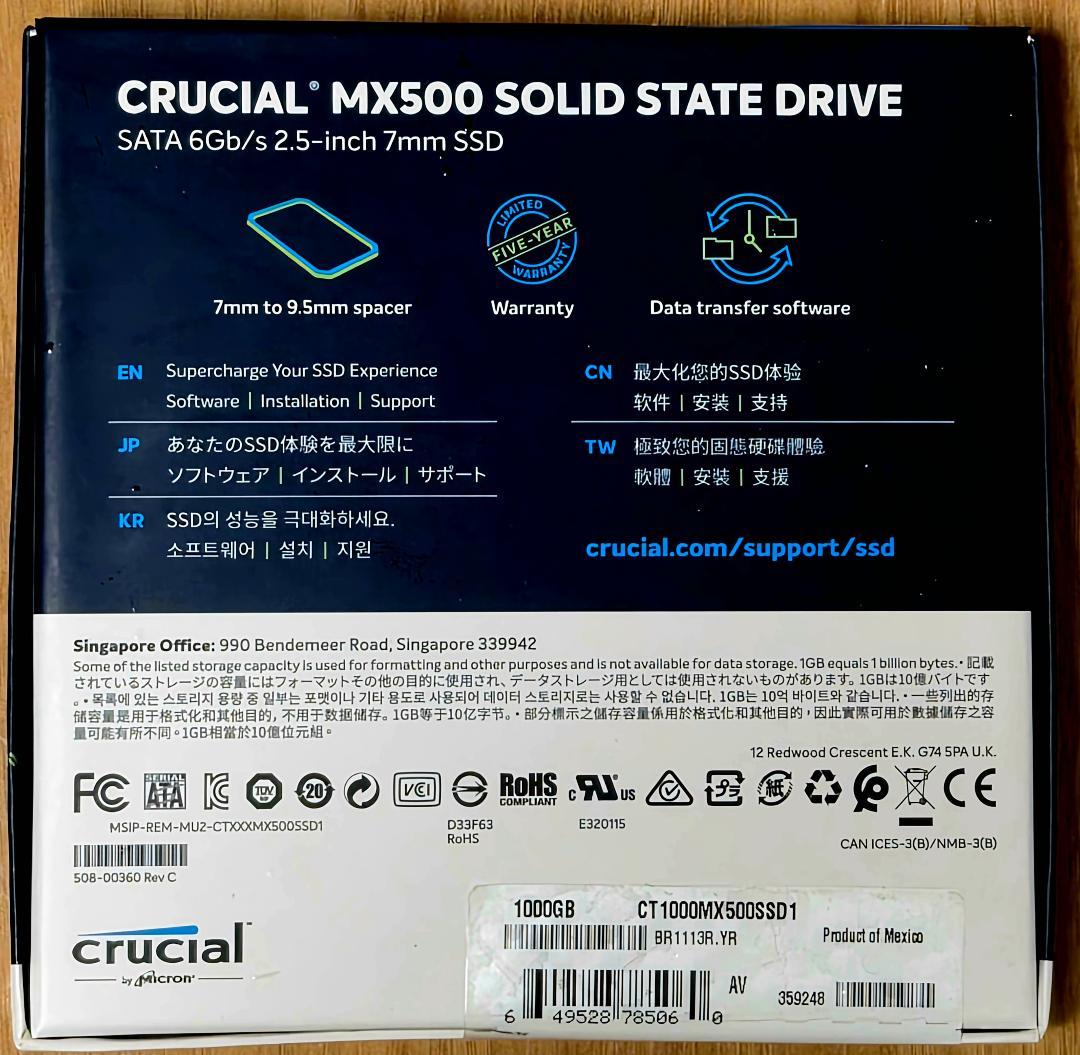 CRUCIAL® MX500 SOLID STATE DRIVE
SATA 6Gb/s 2.5-inch 7mm SSD
LIMITED
FIVE-YEAR
WARRANTY
7mm to 9.5mm spacer
Warranty
Data transfer software
EN Supercharge Your SSD Experience
Software | Installation | Support
JP あなたのSSD体験を最大限に
ソフトウェア | インストール | サポート
KR SSD의 성능을 극대화하세요.
소프트웨어 | 설치 | 지원
CN 最大化您的SSD体验
软件 | 安装 | 支持
TW 極致您的固態硬碟體驗
軟體 | 安裝 | 支援
crucial.com/support/ssd
Singapore Office: 990 Bendemeer Road, Singapore 339942
Some of the listed storage capacity is used for formatting and other purposes and is not available for data storage. 1GB equals 1 billion bytes. • 記載
されているストレージの容量にはフォーマットその他の目的に使用され、データストレージ用としては使用されないものがあります。1GBは10億バイトです
。• 목록에 있는 스토리지 용량 중 일부는 포맷이나 기타 용도로 사용되어 데이터 스토리지로는 사용할 수 없습니다. 1GB는 10억 바이트와 같습니다. • 一些列出的存
储容量是用于格式化和其他目的, 不用于数据储存。1GB等于10亿字节。• 部分標示之儲存容量係用於格式化和其他目的，因此實際可用於數據儲存之容
量可能有所不同。1GB相當於10億位元組。
12 Redwood Crescent E.K. G74 5PA U.K.
FC
SERIAL
ATA
TÜV
20
VCI
RoHS
COMPLIANT
c RU US
プラ
紙
CE
MSIP-REM-MU2-CTXXXMX500SSD1
D33F63
RoHS
E320115
CAN ICES-3(B)/NMB-3(B)
508-00360 Rev C
crucial™
by Micron®
1000GB CT1000MX500SSD1
BR1113R.YR
Product of Mexico
AV
359248
6 49528 78506 0